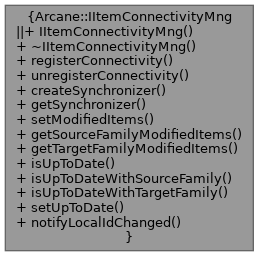 {Arcane::IItemConnectivityMng
||+ IItemConnectivityMng()
+ ~IItemConnectivityMng()
+ registerConnectivity()
+ unregisterConnectivity()
+ createSynchronizer()
+ getSynchronizer()
+ setModifiedItems()
+ getSourceFamilyModifiedItems()
+ getTargetFamilyModifiedItems()
+ isUpToDate()
+ isUpToDateWithSourceFamily()
+ isUpToDateWithTargetFamily()
+ setUpToDate()
+ notifyLocalIdChanged()
}